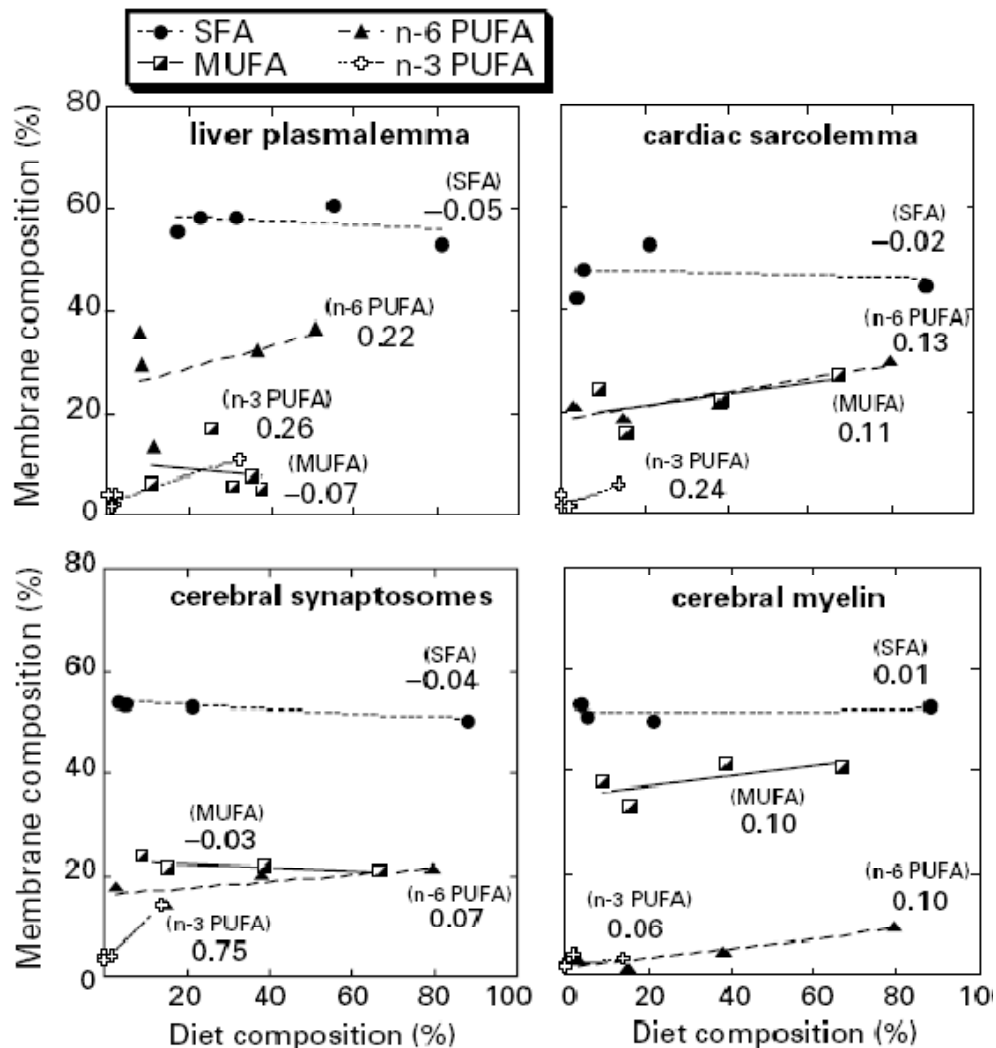 SFA n-6 PUFA
MUFA n-3 PUFA
Membrane composition (%)
80
60
40
20
0
liver plasmalemma
(SFA)
−0.05
(n-6 PUFA)
0.22
(n-3 PUFA)
0.26
(MUFA)
−0.07
cardiac sarcolemma
(SFA)
−0.02
(n-6 PUFA)
0.13
(MUFA)
0.11
(n-3 PUFA)
0.24
Membrane composition (%)
80
60
40
20
0
cerebral synaptosomes
(SFA)
−0.04
(MUFA)
−0.03
(n-6 PUFA)
0.07
(n-3 PUFA)
0.75
20 40 60 80 100
Diet composition (%)
cerebral myelin
(SFA)
0.01
(MUFA)
0.10
(n-6 PUFA)
0.10
(n-3 PUFA)
0.06
0 20 40 60 80 100
Diet composition (%)